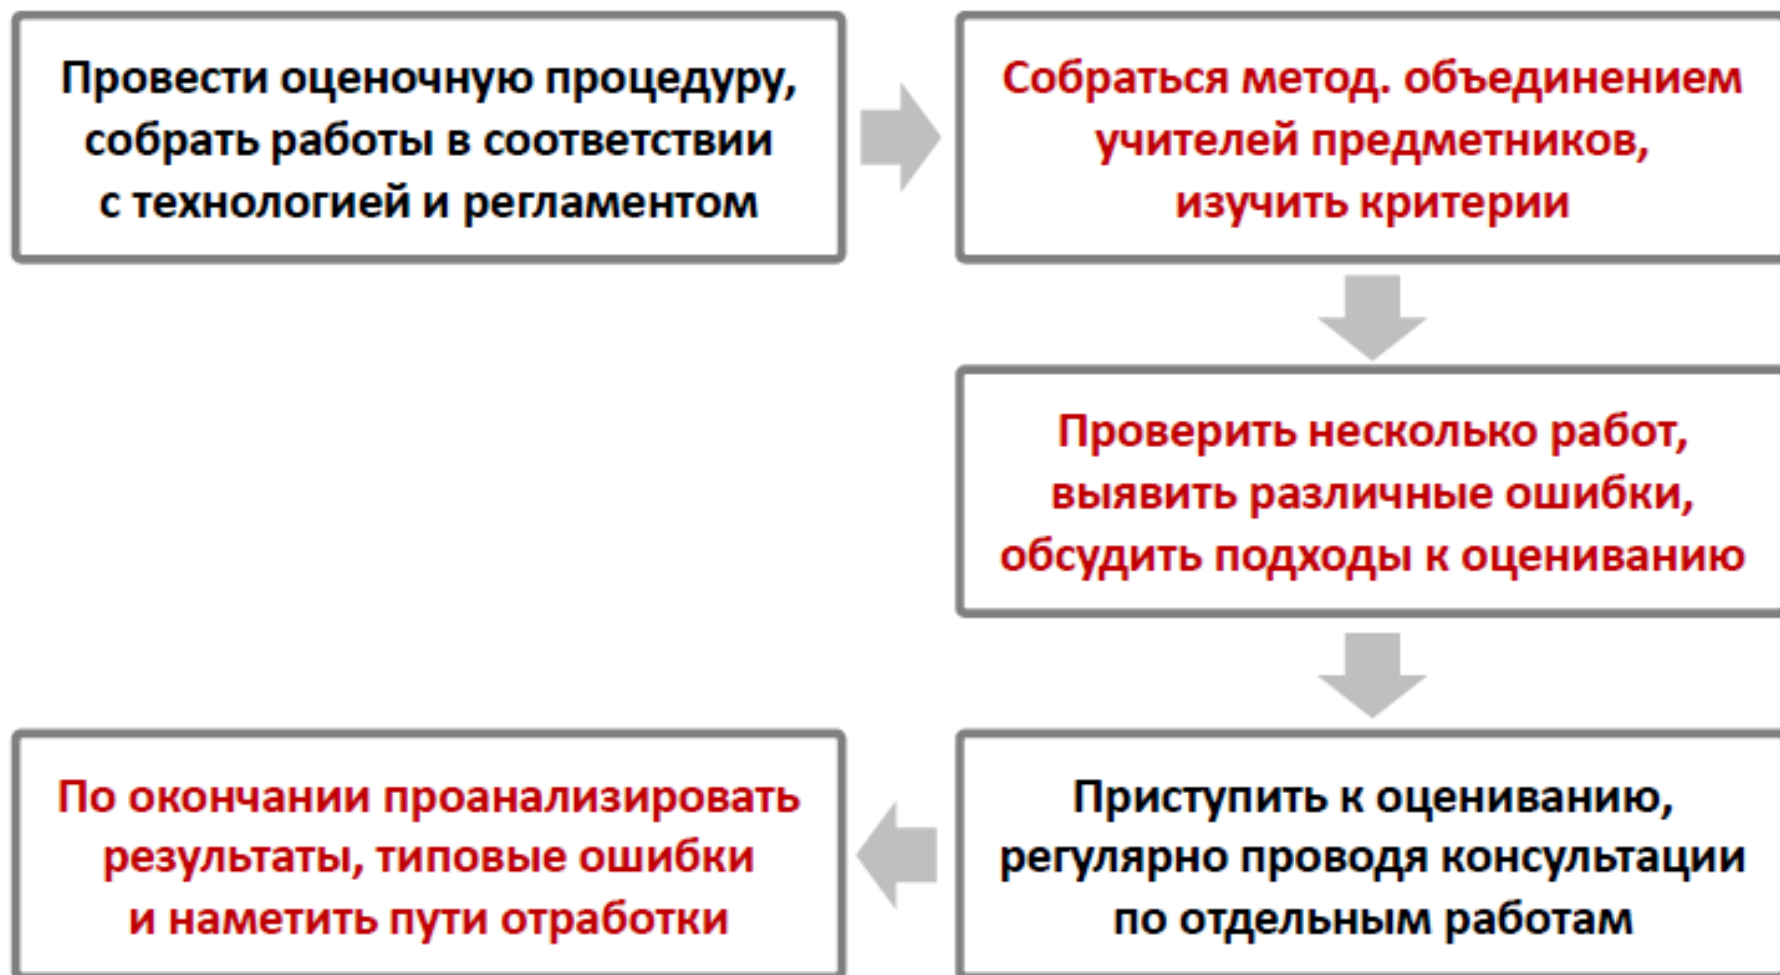 Провести оценочную процедуру,
собрать работы в соответствии
с технологией и регламентом
Собраться метод. объединением
учителей предметников,
изучить критерии
Проверить несколько работ,
выявить различные ошибки,
обсудить подходы к оцениванию
Приступить к оцениванию,
регулярно проводя консультации
по отдельным работам
По окончании проанализировать
результаты, типовые ошибки
и наметить пути отработки